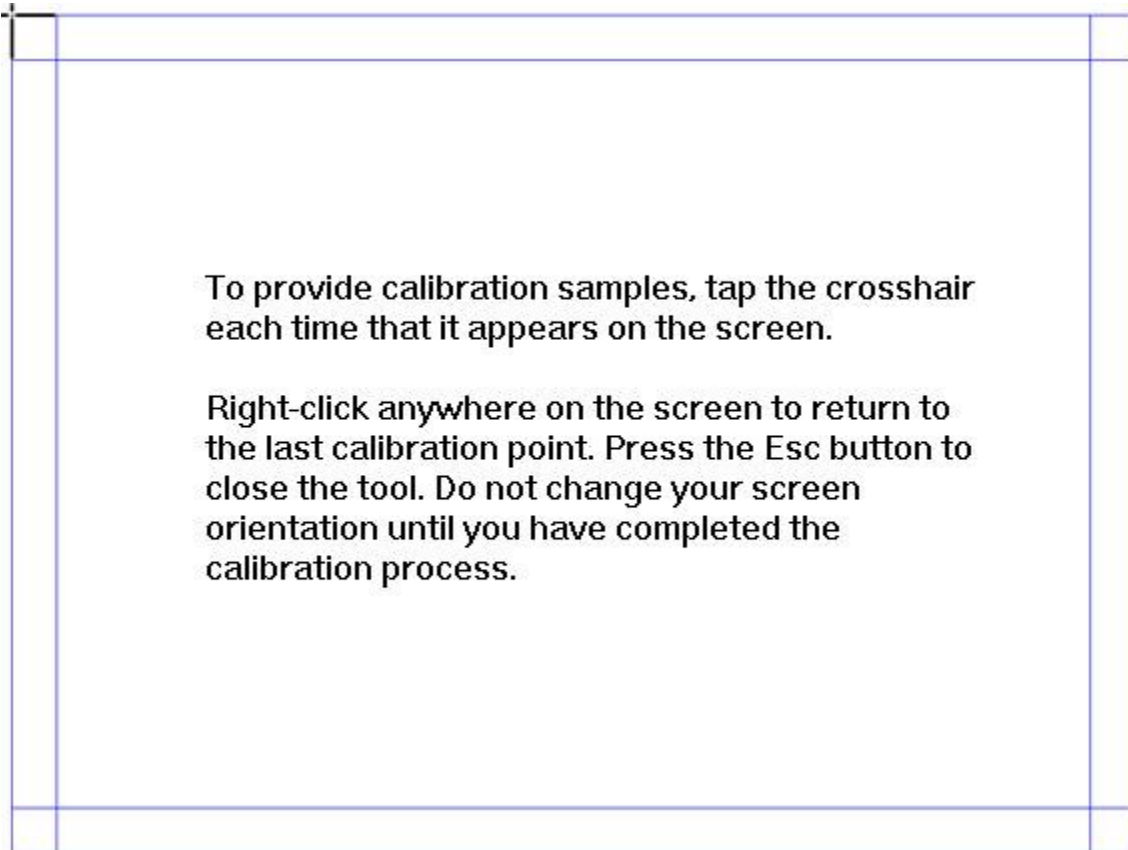 To provide calibration samples, tap the crosshair
each time that it appears on the screen.
Right-click anywhere on the screen to return to
the last calibration point. Press the Esc button to
close the tool. Do not change your screen
orientation until you have completed the
calibration process.